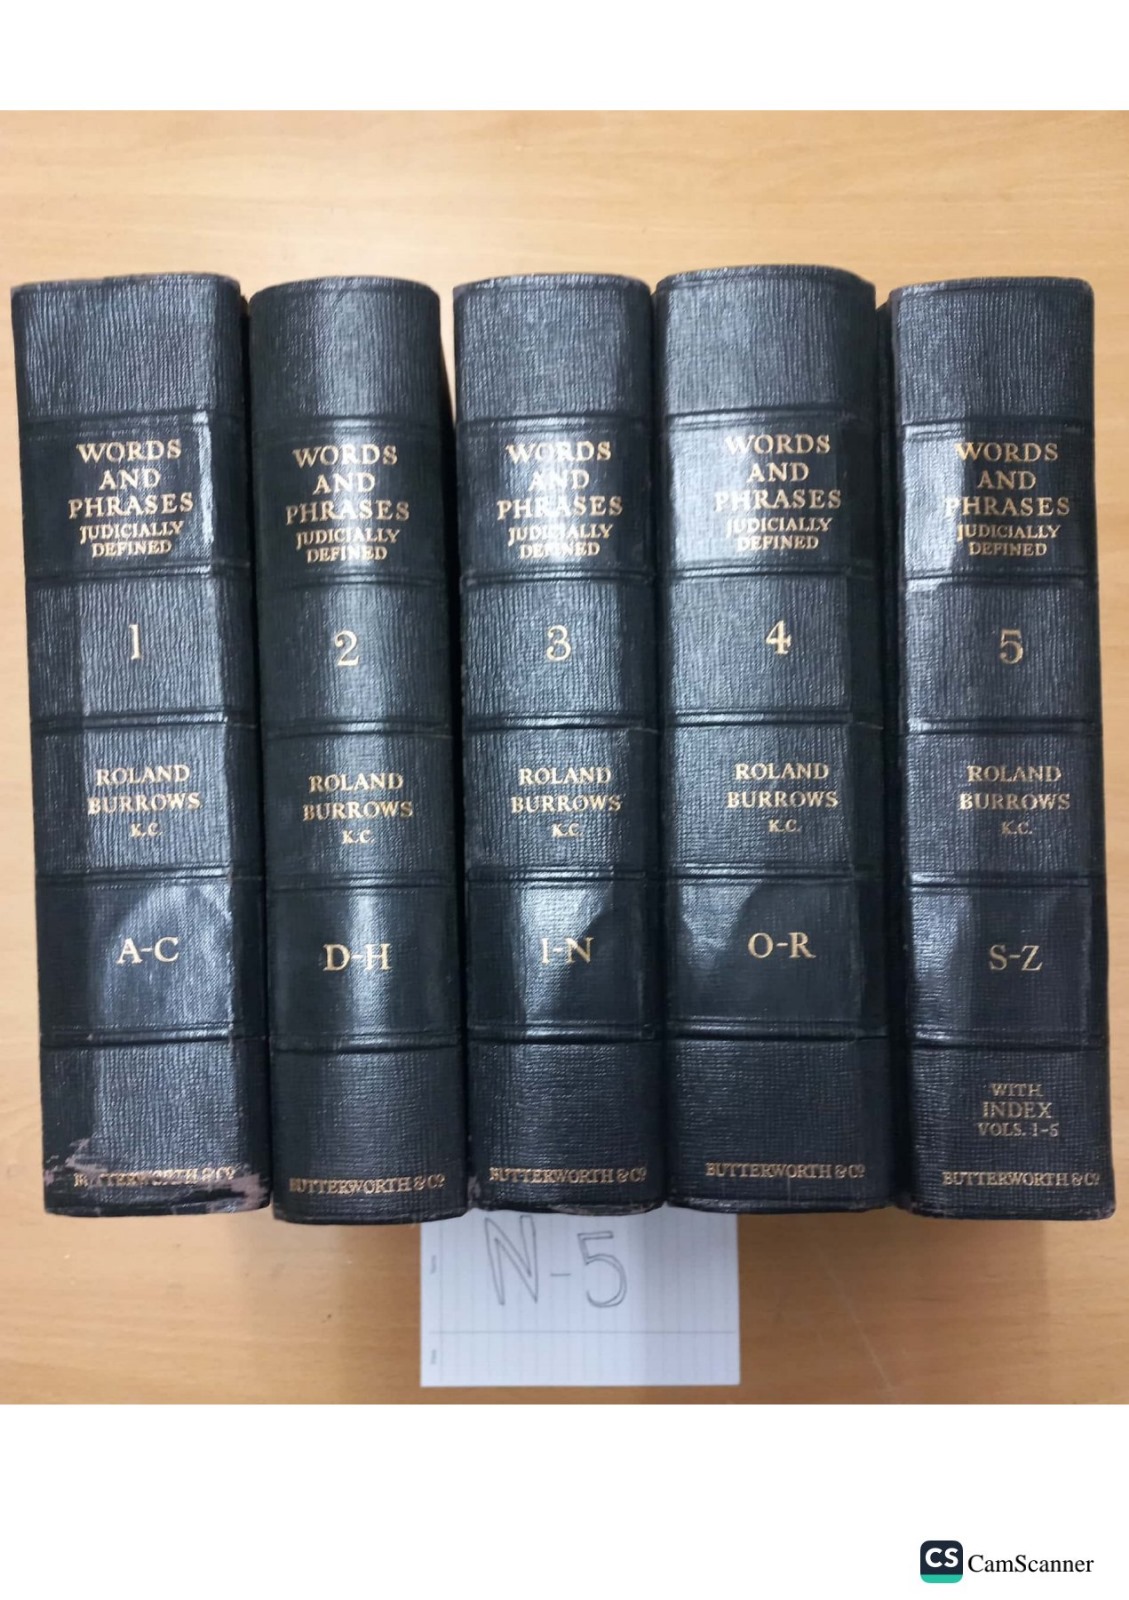 WORDS
AND
PHRASES
JUDICIALLY
DEFINED
1
ROLAND
BURROWS
K.C.
A-C
BUTTERWORTH & Cº
WORDS
AND
PHRASES
JUDICIALLY
DEFINED
2
ROLAND
BURROWS
K.C.
D-H
BUTTERWORTH & Cº
WORDS
AND
PHRASES
JUDICIALLY
DEFINED
3
ROLAND
BURROWS
K.C.
I-N
BUTTERWORTH & Cº
WORDS
AND
PHRASES
JUDICIALLY
DEFINED
4
ROLAND
BURROWS
K.C.
O-R
BUTTERWORTH & Cº
WORDS
AND
PHRASES
JUDICIALLY
DEFINED
5
ROLAND
BURROWS
K.C.
S-Z
WITH
INDEX
VOLS. 1-5
BUTTERWORTH & Cº
N-5
CS CamScanner